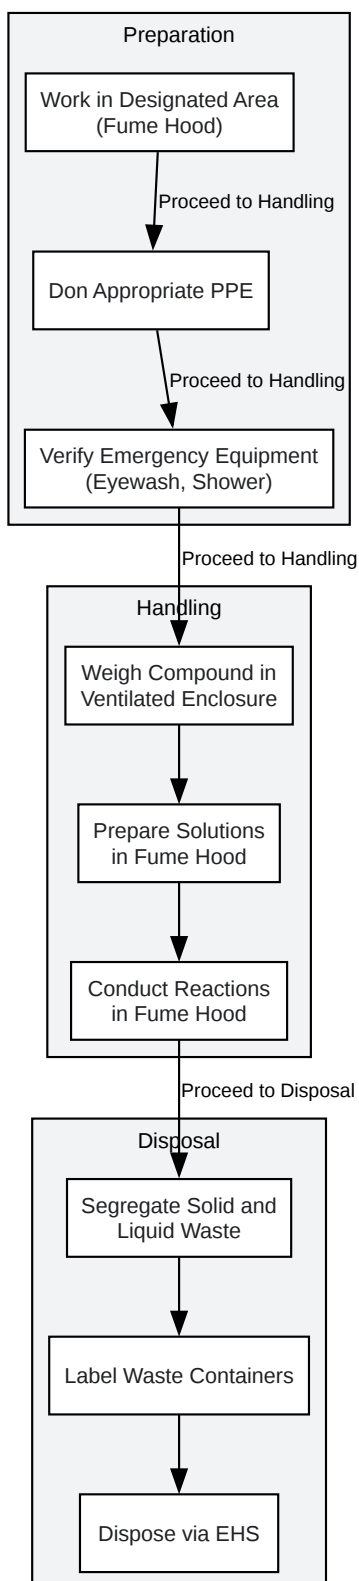 Preparation
Work in Designated Area
(Fume Hood)
Proceed to Handling
Don Appropriate PPE
Proceed to Handling
Verify Emergency Equipment
(Eyewash, Shower)
Proceed to Handling
Handling
Weigh Compound in
Ventilated Enclosure
Prepare Solutions
in Fume Hood
Conduct Reactions
in Fume Hood
Proceed to Disposal
Disposal
Segregate Solid and
Liquid Waste
Label Waste Containers
Dispose via EHS